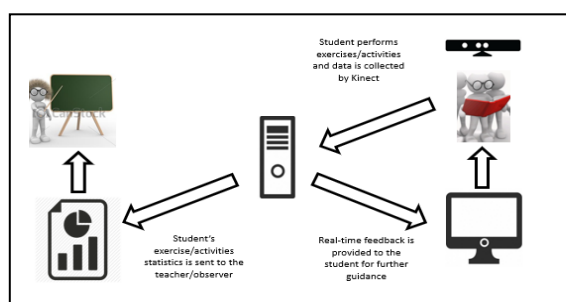 Student performs
exercises/activities
and data is collected
by Kinect
Student's
exercise/activities
statistics is sent to the
teacher/observer
Real-time feedback is
provided to the
student for further
guidance